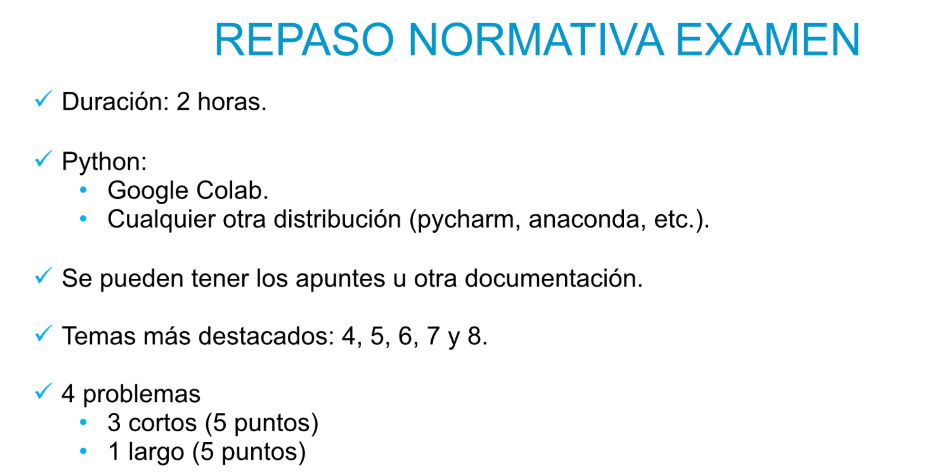 REPASO NORMATIVA EXAMEN
✓ Duración: 2 horas.
✓ Python:
• Google Colab.
• Cualquier otra distribución (pycharm, anaconda, etc.).
✓ Se pueden tener los apuntes u otra documentación.
✓ Temas más destacados: 4, 5, 6, 7 y 8.
✓ 4 problemas
• 3 cortos (5 puntos)
• 1 largo (5 puntos)